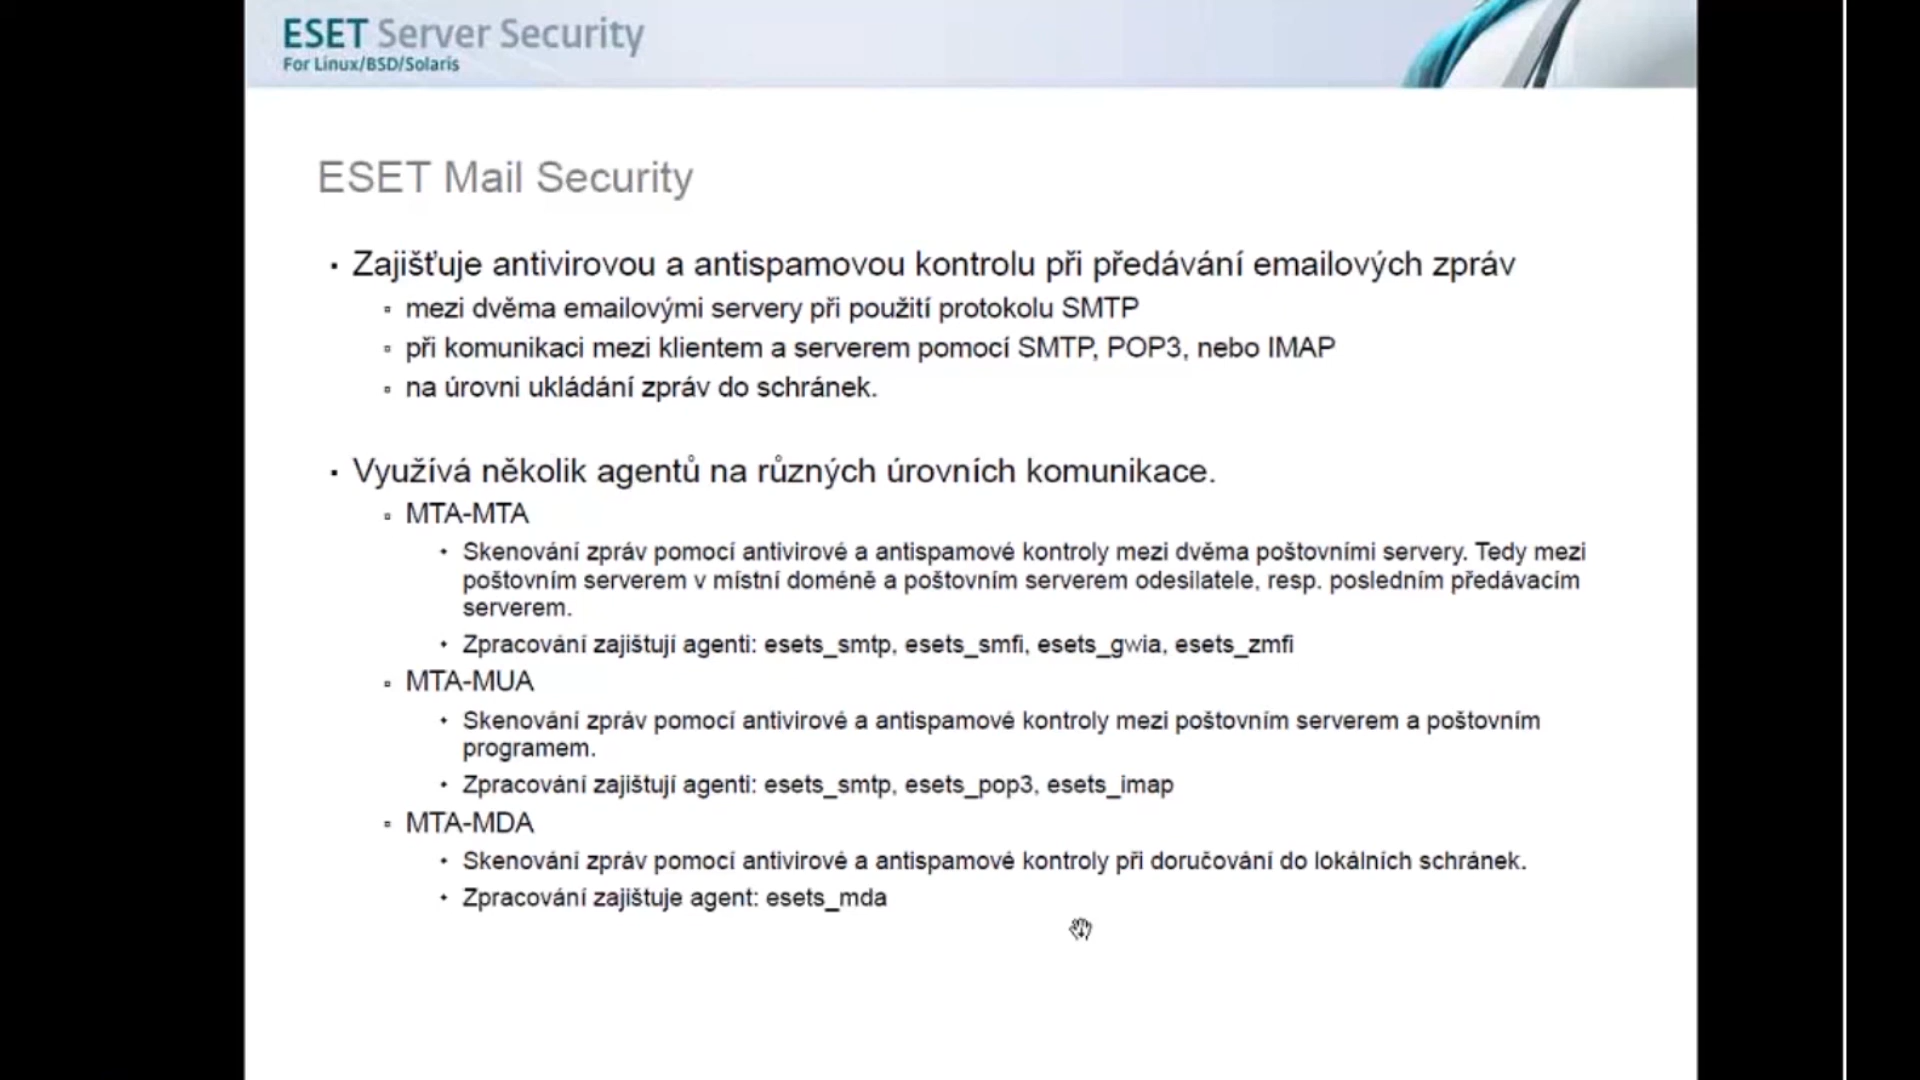 ESET Server Security
For Linux/BSD/Solaris
ESET Mail Security
▪ Zajišťuje antivirovou a antispamovou kontrolu při předávání emailových zpráv
▫ mezi dvěma emailovými servery při použití protokolu SMTP
▫ při komunikaci mezi klientem a serverem pomocí SMTP, POP3, nebo IMAP
▫ na úrovni ukládání zpráv do schránek.
▪ Využívá několik agentů na různých úrovních komunikace.
▫ MTA-MTA
• Skenování zpráv pomocí antivirové a antispamové kontroly mezi dvěma poštovními servery. Tedy mezi
poštovním serverem v místní doméně a poštovním serverem odesilatele, resp. posledním předávacím
serverem.
• Zpracování zajištují agenti: esets_smtp, esets_smfi, esets_gwia, esets_zmfi
▫ MTA-MUA
• Skenování zpráv pomocí antivirové a antispamové kontroly mezi poštovním serverem a poštovním
programem.
• Zpracování zajištují agenti: esets_smtp, esets_pop3, esets_imap
▫ MTA-MDA
• Skenování zpráv pomocí antivirové a antispamové kontroly při doručování do lokálních schránek.
• Zpracování zajištuje agent: esets_mda